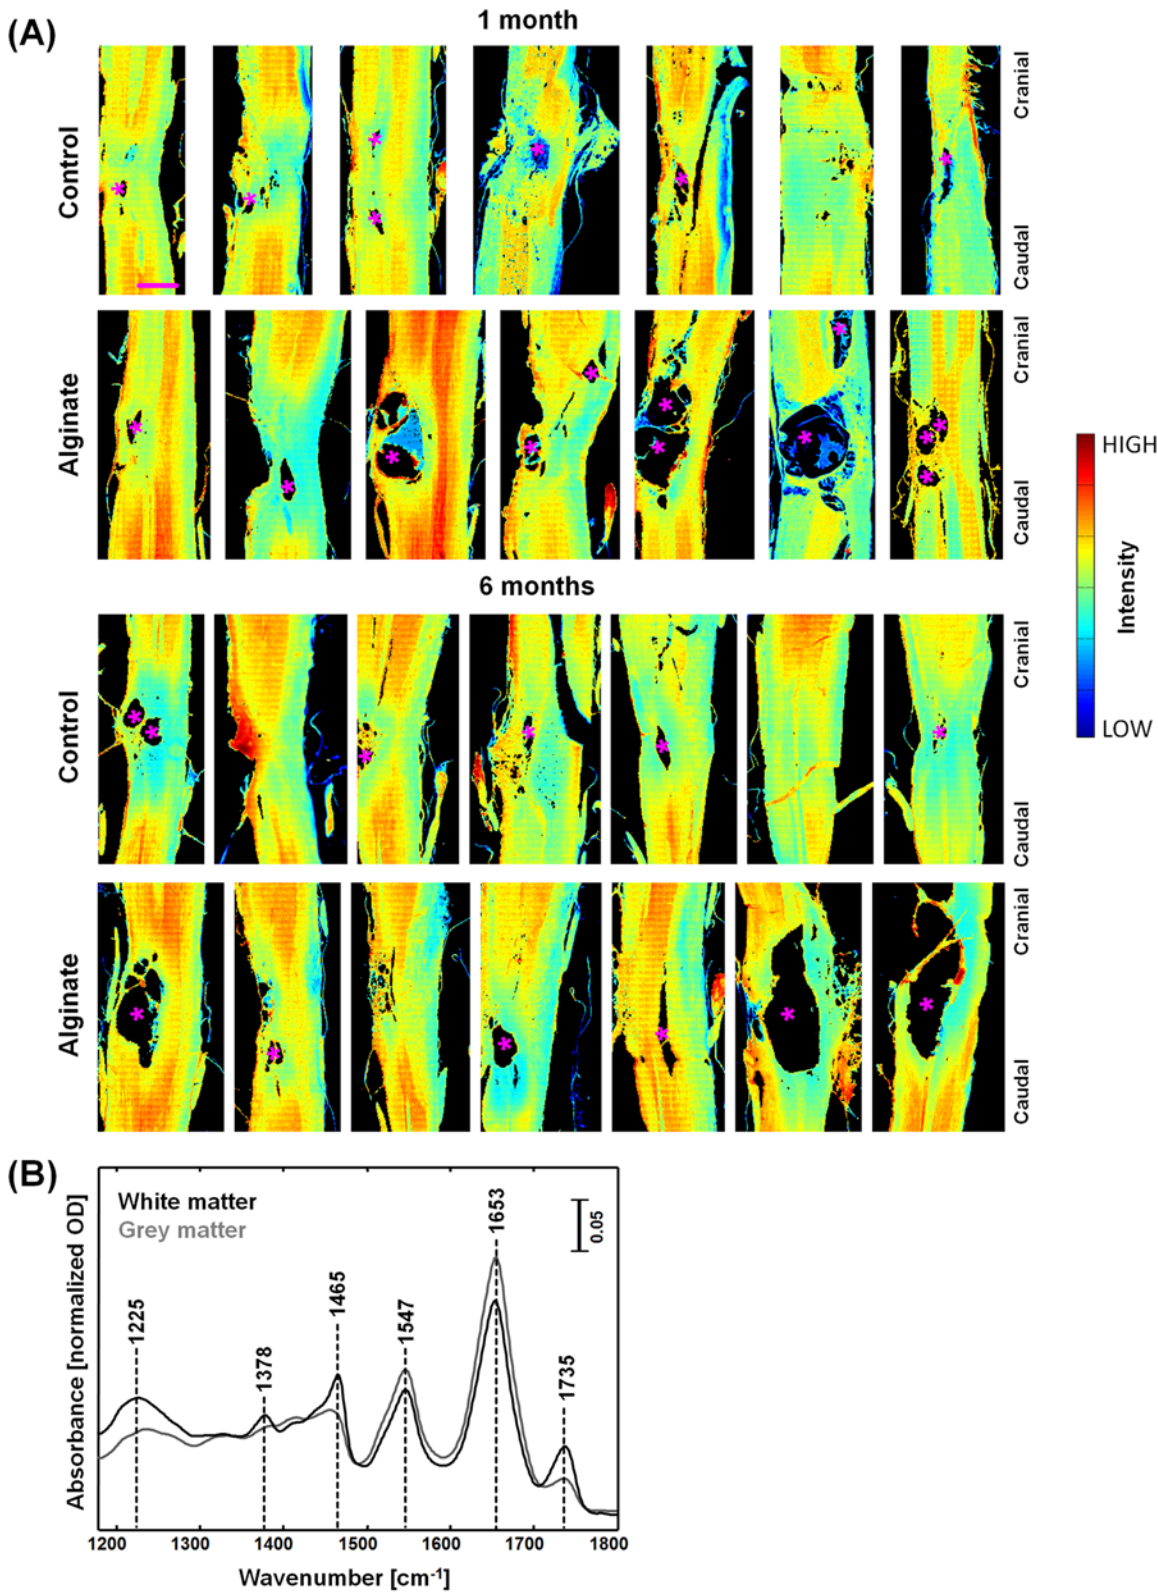 (A)
1 month
Control
Cranial
Caudal
Alginate
Cranial
Caudal
6 months
Control
Cranial
Caudal
Alginate
Cranial
Caudal
HIGH
Intensity
LOW
(B)
White matter
Grey matter
0.05
1225
1378
1465
1547
1653
1735
Absorbance [normalized OD]
1200 1300 1400 1500 1600 1700 1800
Wavenumber [cm⁻¹]